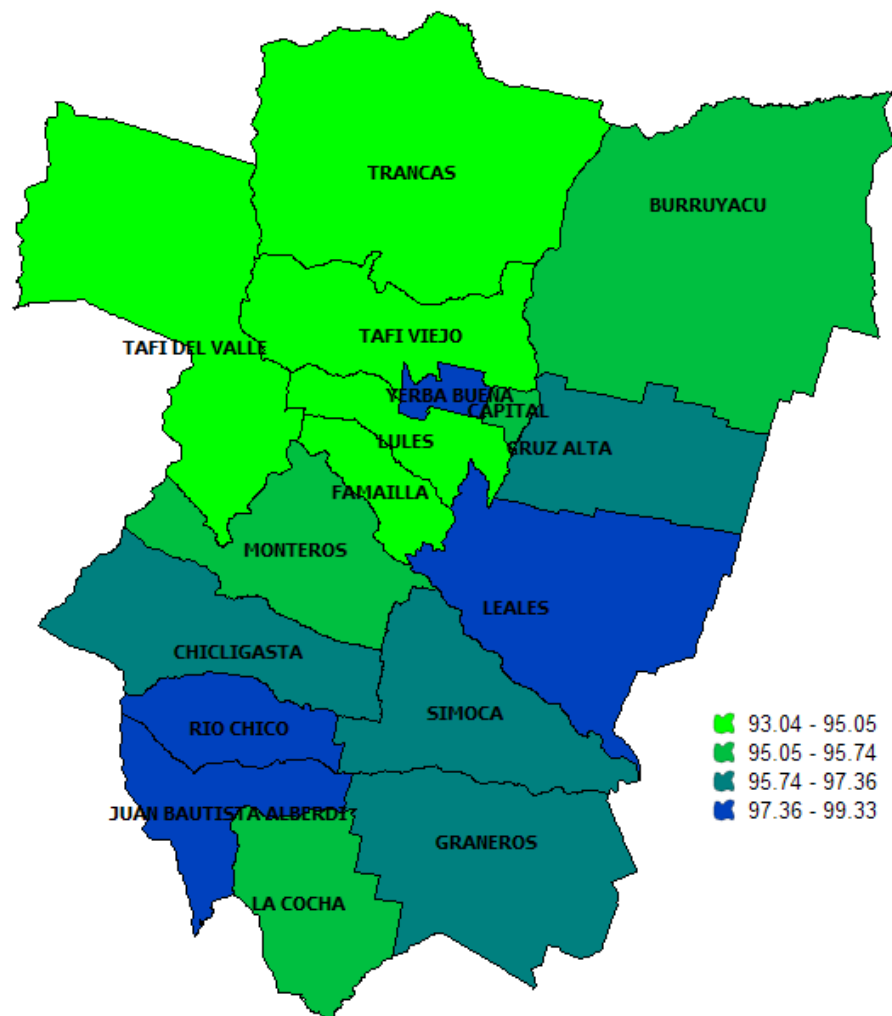 TRANCAS
BURRUYACU
TAFI VIEJO
TAFI DEL VALLE
YERBA BUENA
CAPITAL
LULES
CRUZ ALTA
FAMAILLA
MONTEROS
LEALES
CHICLIGASTA
SIMOCA
RIO CHICO
JUAN BAUTISTA ALBERDI
GRANEROS
LA COCHA
93.04 - 95.05
95.05 - 95.74
95.74 - 97.36
97.36 - 99.33